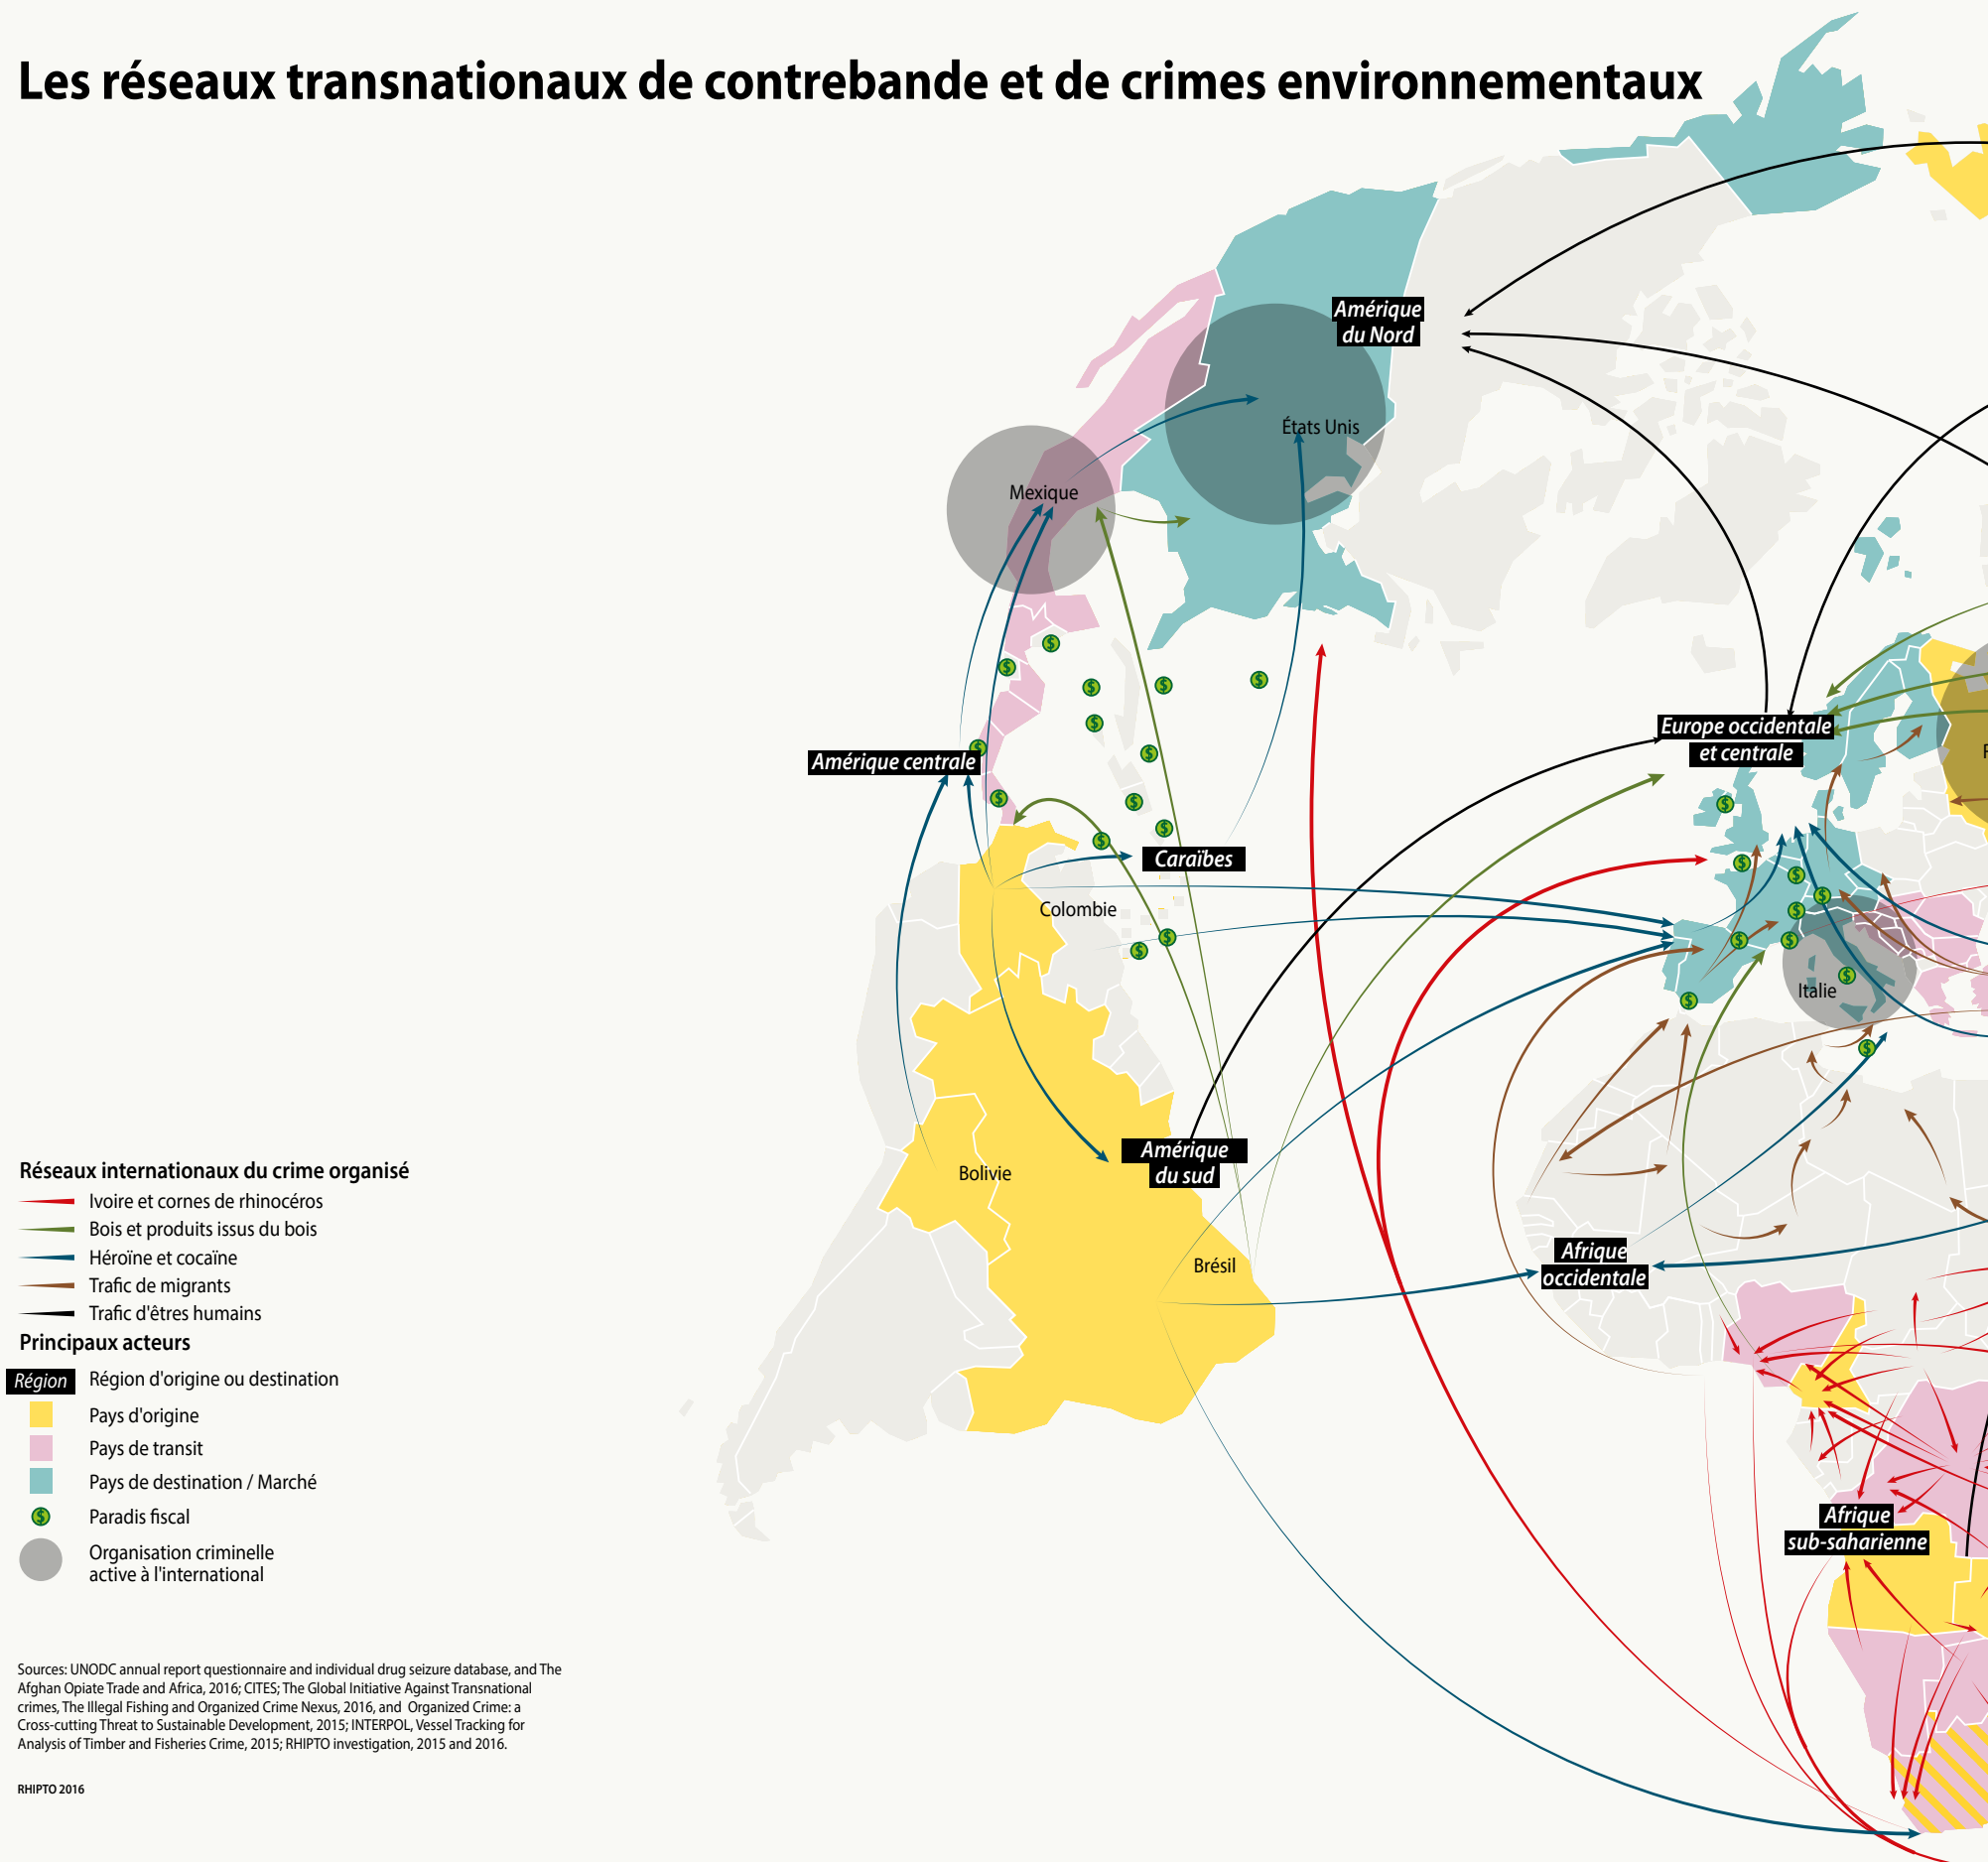 Les réseaux transnationaux de contrebande et de crimes environnementaux
Amérique
du Nord
États Unis
Mexique
Europe occidentale
et centrale
Amérique centrale
Caraïbes
Colombie
Italie
Amérique
du sud
Bolivie
Brésil
Afrique
occidentale
Afrique
sub-saharienne
Réseaux internationaux du crime organisé
Ivoire et cornes de rhinocéros
Bois et produits issus du bois
Héroïne et cocaïne
Trafic de migrants
Trafic d'êtres humains
Principaux acteurs
Région
Région d'origine ou destination
Pays d'origine
Pays de transit
Pays de destination / Marché
$ Paradis fiscal
Organisation criminelle
active à l'international
Sources: UNODC annual report questionnaire and individual drug seizure database, and The
Afghan Opiate Trade and Africa, 2016; CITES; The Global Initiative Against Transnational
crimes, The Illegal Fishing and Organized Crime Nexus, 2016, and Organized Crime: a
Cross-cutting Threat to Sustainable Development, 2015; INTERPOL, Vessel Tracking for
Analysis of Timber and Fisheries Crime, 2015; RHIPTO investigation, 2015 and 2016.
RHIPTO 2016